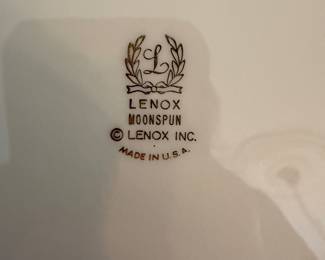 L
LENOX
MOONSPUN
© LENOX INC.
MADE IN U.S.A.